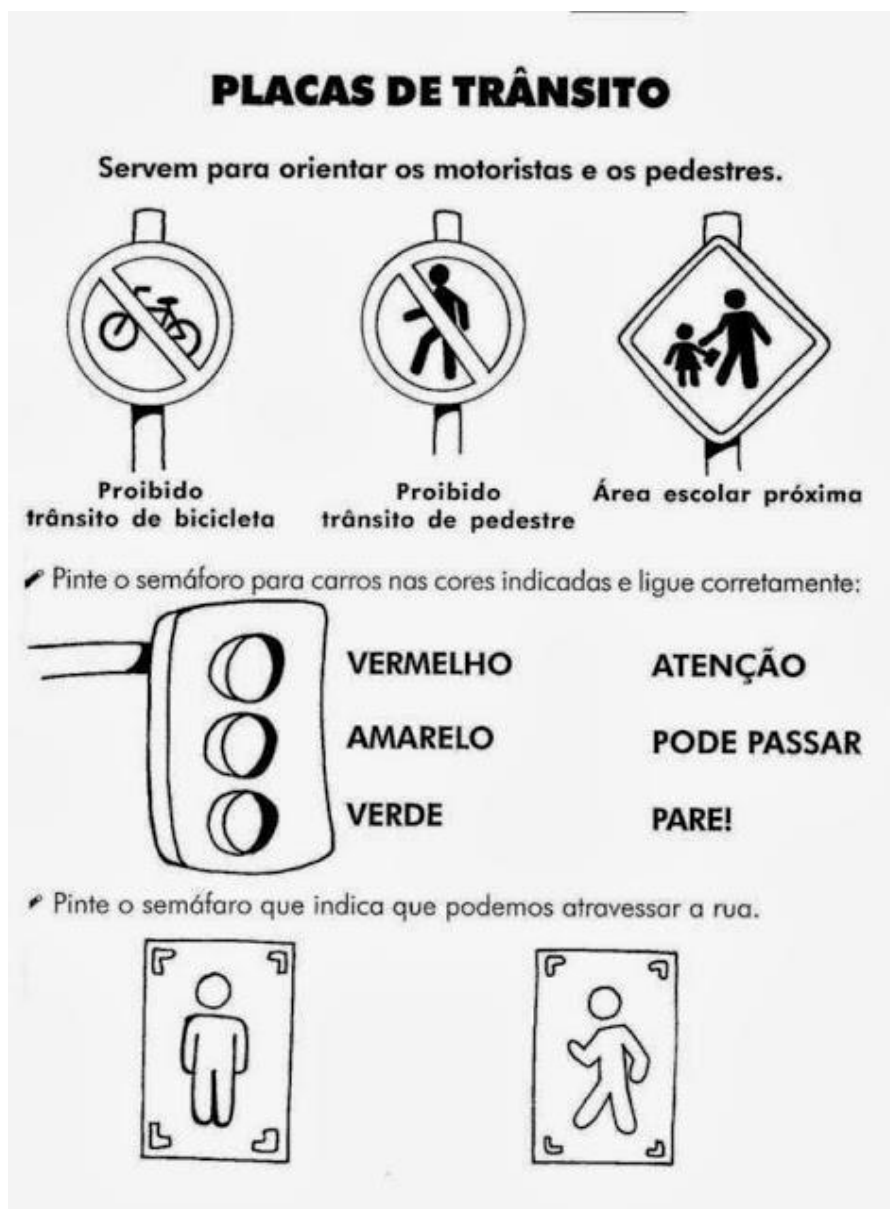 PLACAS DE TRÂNSITO
Servem para orientar os motoristas e os pedestres.
Proibido
trânsito de bicicleta
Proibido
trânsito de pedestre
Área escolar próxima
Pinte o semáforo para carros nas cores indicadas e ligue corretamente:
VERMELHO
ATENÇÃO
AMARELO
PODE PASSAR
VERDE
PARE!
Pinte o semáfaro que indica que podemos atravessar a rua.